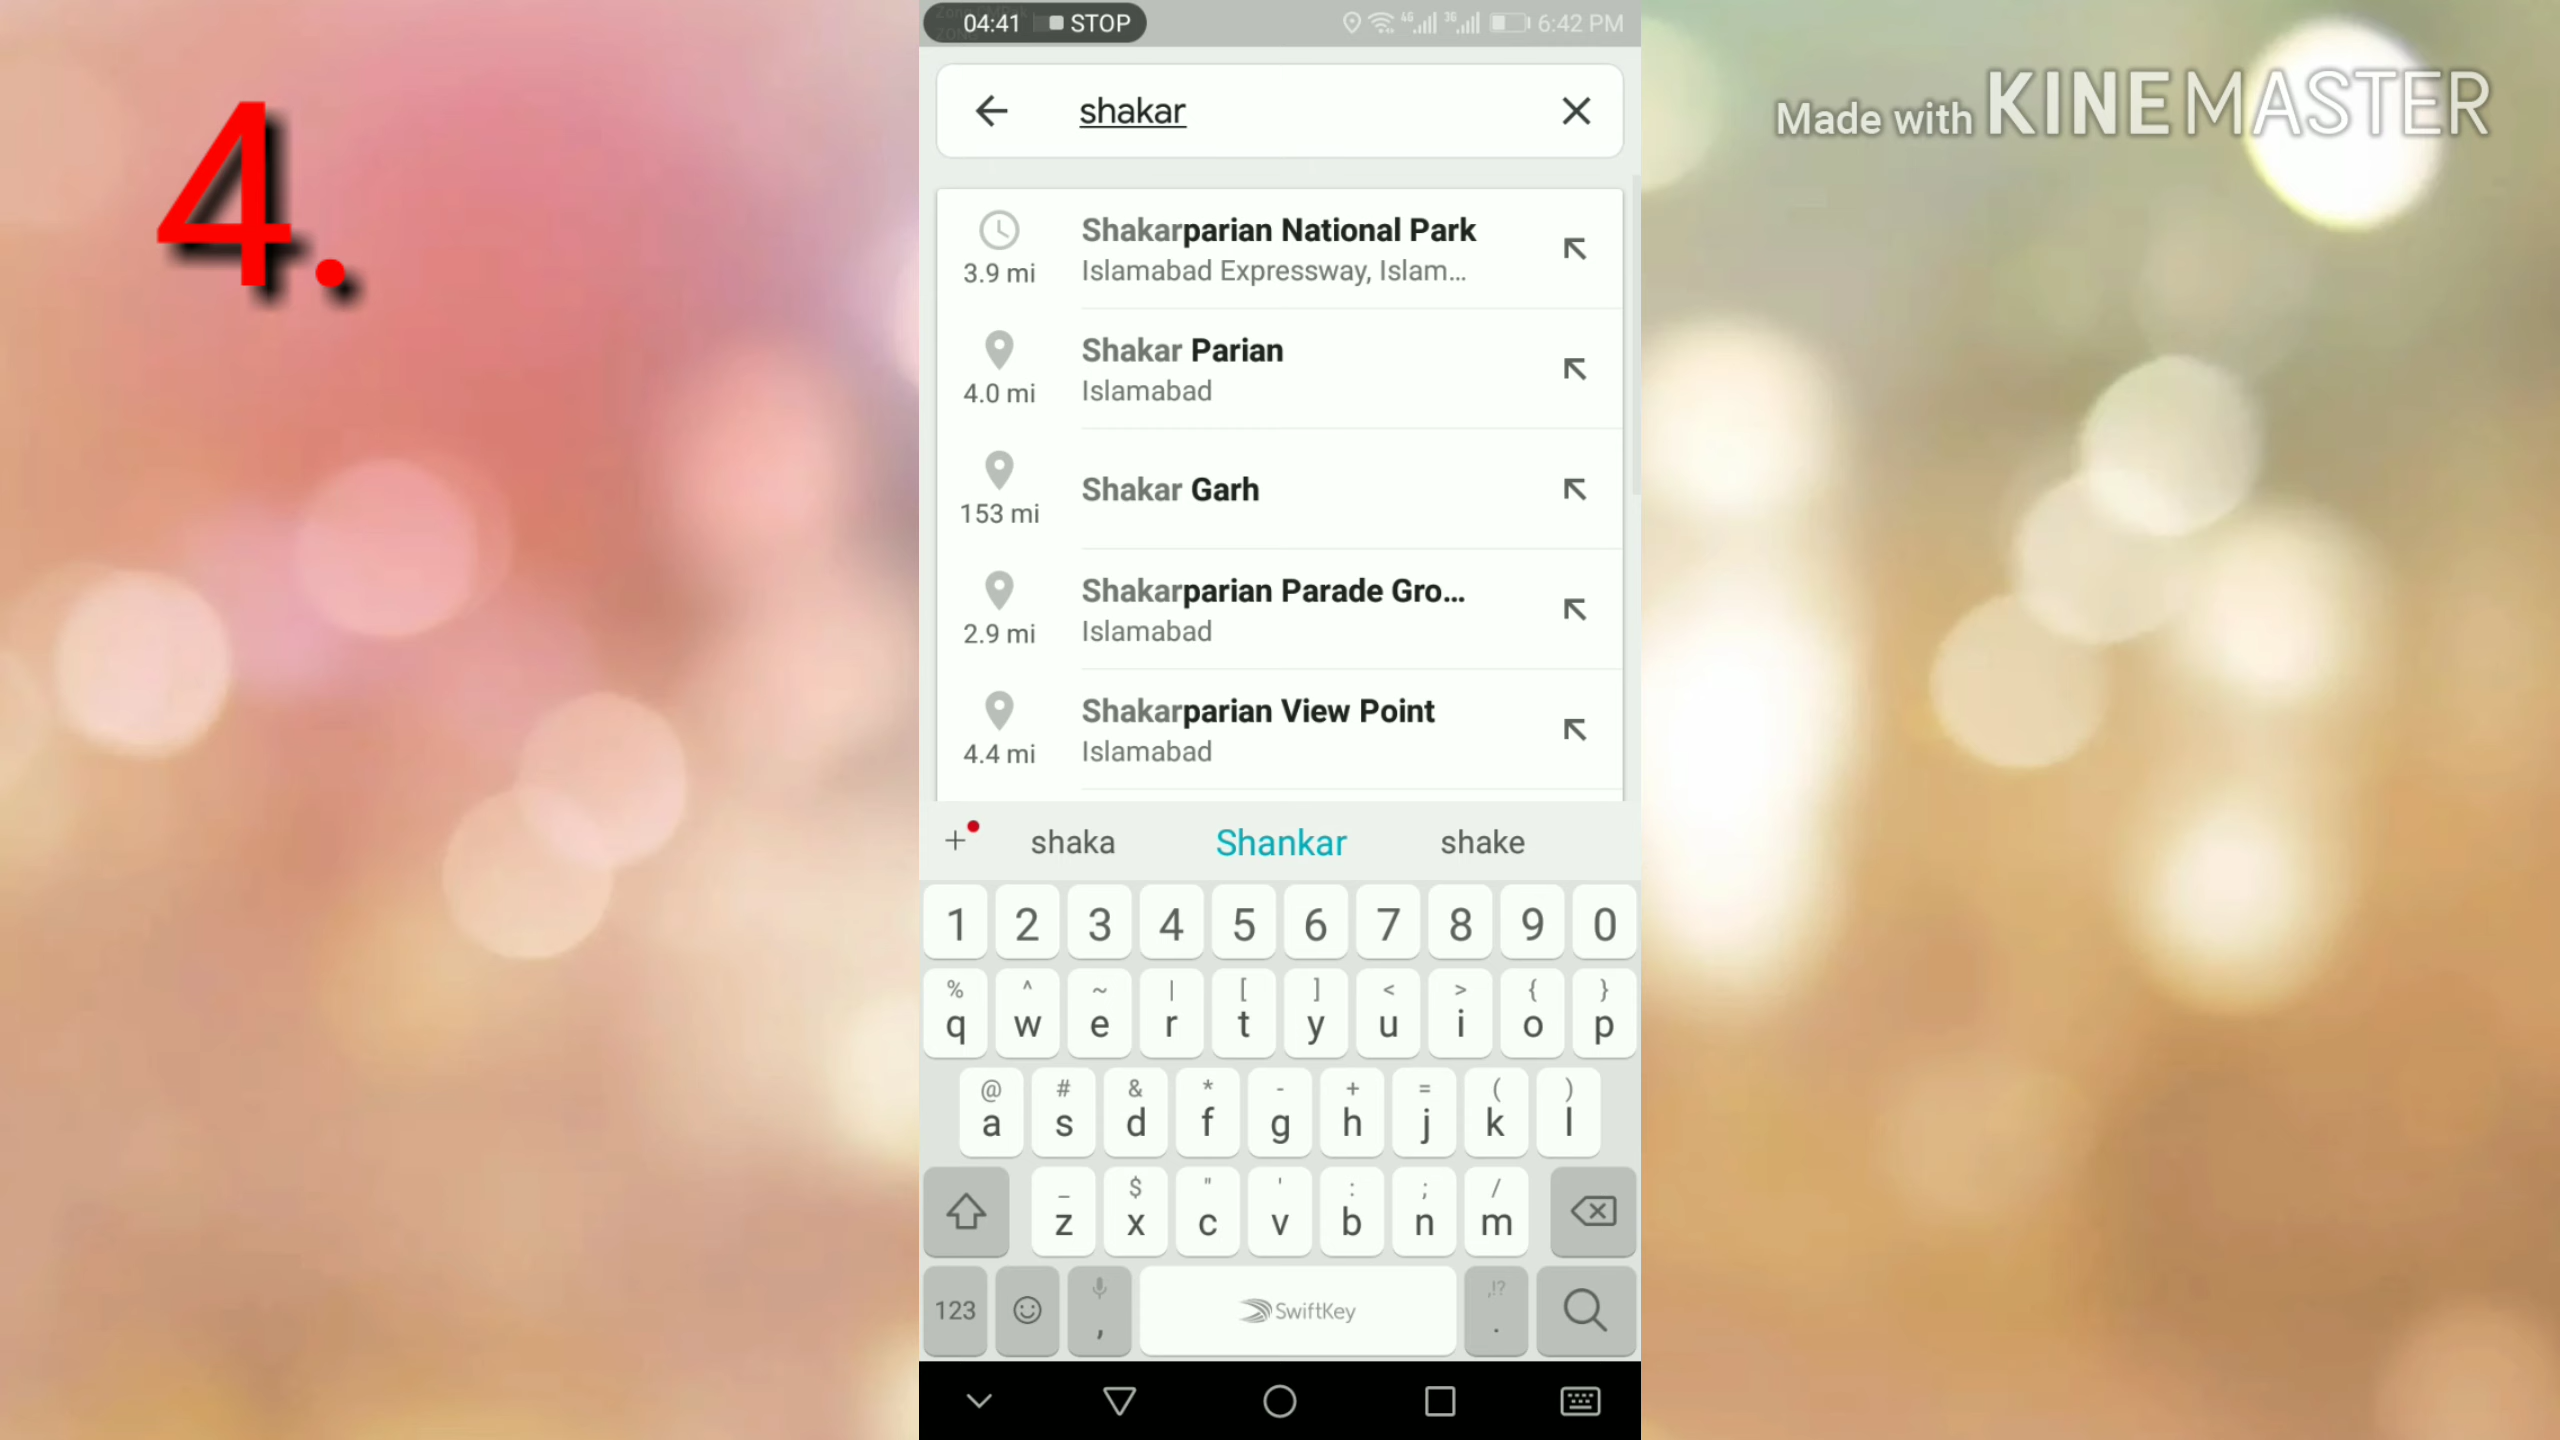 4.
04:41 STOP
4G 3G 6:42 PM
Made with KINEMASTER
shakar
Shakarparian National Park
3.9 mi Islamabad Expressway, Islam...
Shakar Parian
4.0 mi Islamabad
Shakar Garh
153 mi
Shakarparian Parade Gro...
2.9 mi Islamabad
Shakarparian View Point
4.4 mi Islamabad
+ shaka Shankar shake
1 2 3 4 5 6 7 8 9 0
% ^ ~ | [ ] < > { }
q w e r t y u i o p
@ # & * - + = ( )
a s d f g h j k l
_ $ " ' : ; /
z x c v b n m
123 , SwiftKey ,!? .